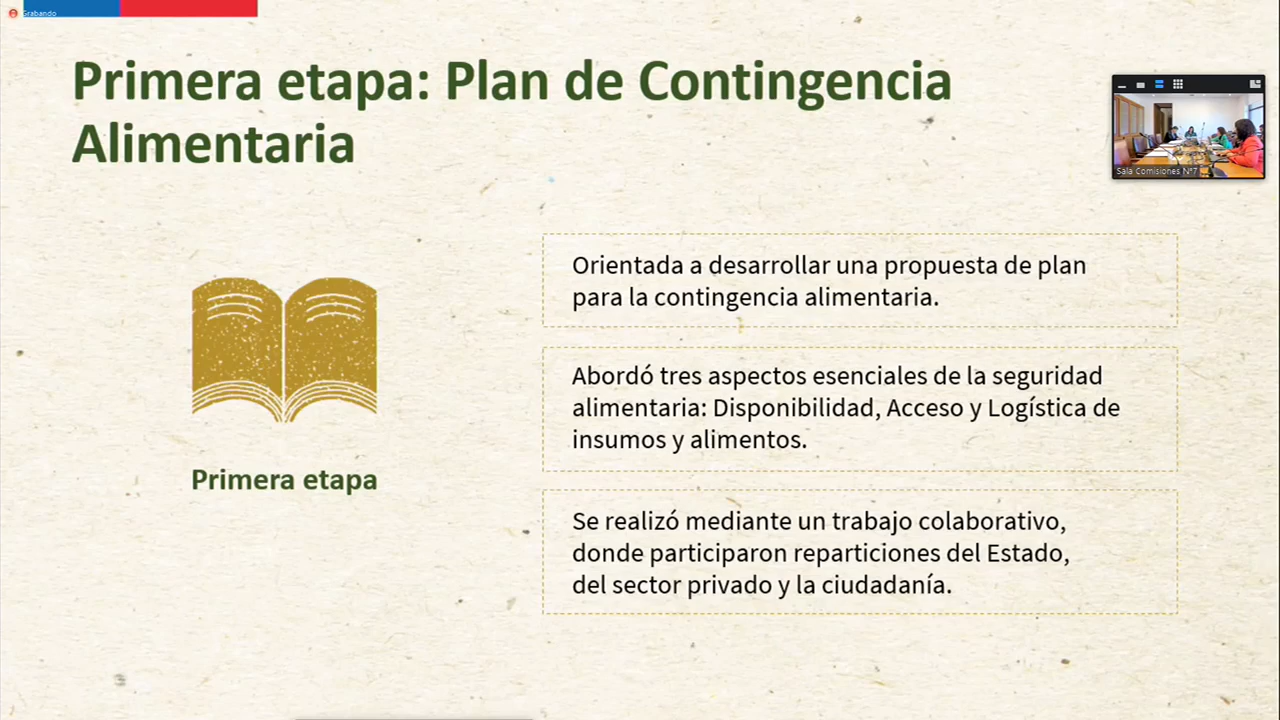 Grabando
Primera etapa: Plan de Contingencia
Alimentaria
Sala Comisiones N°7
Orientada a desarrollar una propuesta de plan
para la contingencia alimentaria.
Abordó tres aspectos esenciales de la seguridad
alimentaria: Disponibilidad, Acceso y Logística de
insumos y alimentos.
Primera etapa
Se realizó mediante un trabajo colaborativo,
donde participaron reparticiones del Estado,
del sector privado y la ciudadanía.